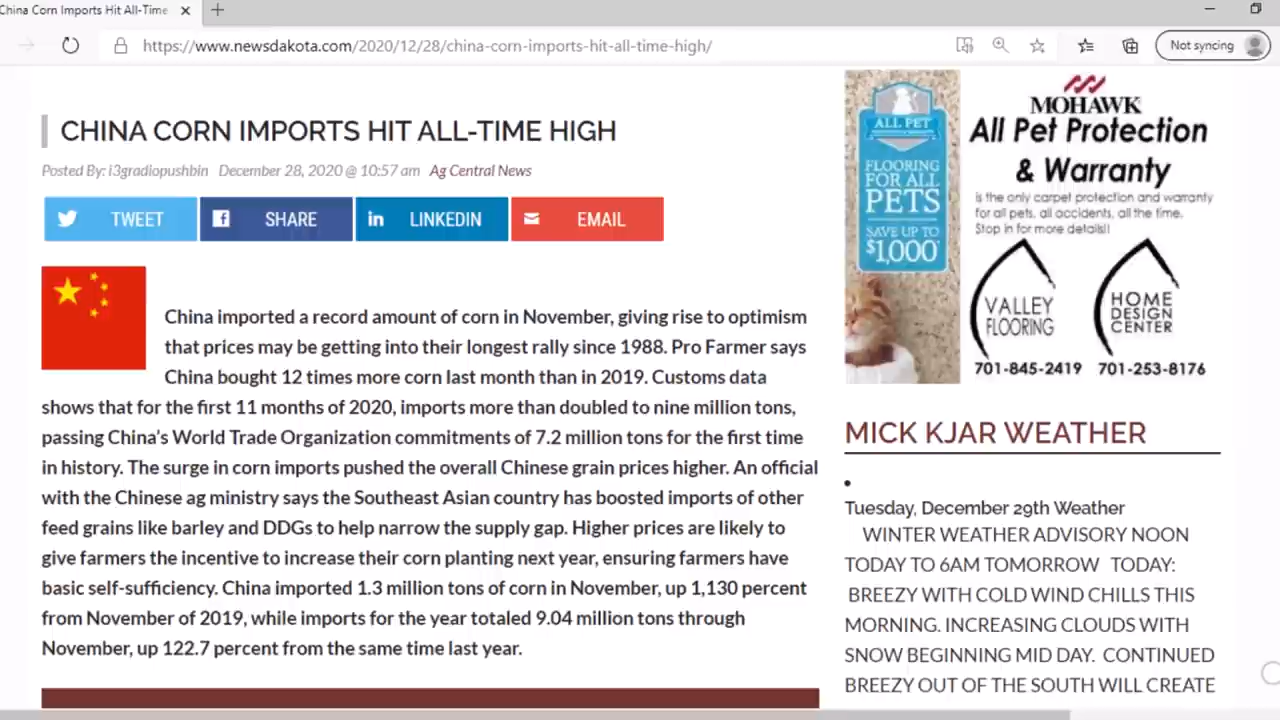 China Corn Imports Hit All-Time
https://www.newsdakota.com/2020/12/28/china-corn-imports-hit-all-time-high/
Not syncing
CHINA CORN IMPORTS HIT ALL-TIME HIGH
Posted By: i3gradiopushbin December 28, 2020 @ 10:57 am Ag Central News
TWEET
SHARE
LINKEDIN
EMAIL
China imported a record amount of corn in November, giving rise to optimism
that prices may be getting into their longest rally since 1988. Pro Farmer says
China bought 12 times more corn last month than in 2019. Customs data
shows that for the first 11 months of 2020, imports more than doubled to nine million tons,
passing China's World Trade Organization commitments of 7.2 million tons for the first time
in history. The surge in corn imports pushed the overall Chinese grain prices higher. An official
with the Chinese ag ministry says the Southeast Asian country has boosted imports of other
feed grains like barley and DDGs to help narrow the supply gap. Higher prices are likely to
give farmers the incentive to increase their corn planting next year, ensuring farmers have
basic self-sufficiency. China imported 1.3 million tons of corn in November, up 1,130 percent
from November of 2019, while imports for the year totaled 9.04 million tons through
November, up 122.7 percent from the same time last year.
ALL PET
FLOORING
FOR ALL
PETS
SAVE UP TO
$1,000*
MOHAWK
All Pet Protection
& Warranty
is the only carpet protection and warranty
for all pets, all accidents, all the time.
Stop in for more details!!
VALLEY
FLOORING
701-845-2419
HOME
DESIGN
CENTER
701-253-8176
MICK KJAR WEATHER
Tuesday, December 29th Weather
WINTER WEATHER ADVISORY NOON
TODAY TO 6AM TOMORROW TODAY:
BREEZY WITH COLD WIND CHILLS THIS
MORNING. INCREASING CLOUDS WITH
SNOW BEGINNING MID DAY. CONTINUED
BREEZY OUT OF THE SOUTH WILL CREATE